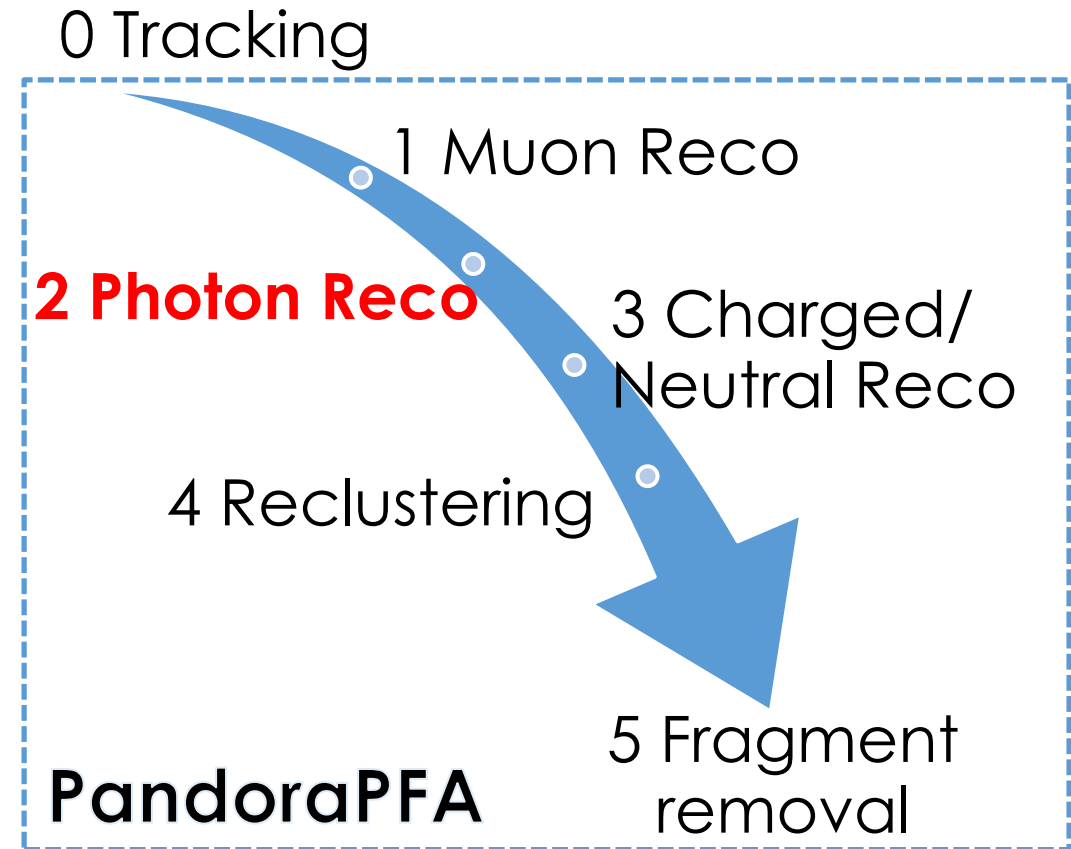 0 Tracking
1 Muon Reco
2 Photon Reco
3 Charged/
Neutral Reco
4 Reclustering
5 Fragment
removal
PandoraPFA